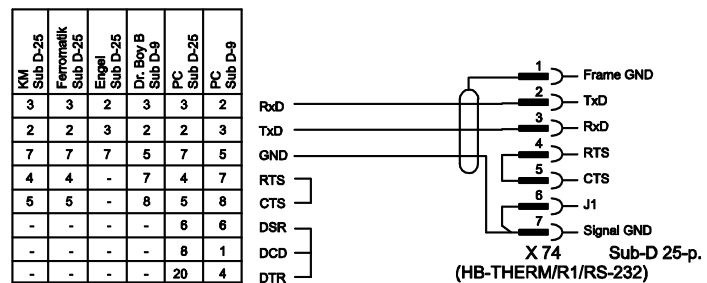 KM Sub D-25 Ferromatik Sub D-25 Engel Sub D-25 Dr. Boy B Sub D-9 PC Sub D-25 PC Sub D-9
3 3 2 3 3 2 RxD
2 2 3 2 2 3 TxD
7 7 7 5 7 5 GND
4 4 - 7 4 7 RTS
5 5 - 8 5 8 CTS
- - - - 6 6 DSR
- - - - 8 1 DCD
- - - - 20 4 DTR
1 Frame GND
2 TxD
3 RxD
4 RTS
5 CTS
6 J1
7 Signal GND
X 74 Sub-D 25-p.
(HB-THERM/R1/RS-232)